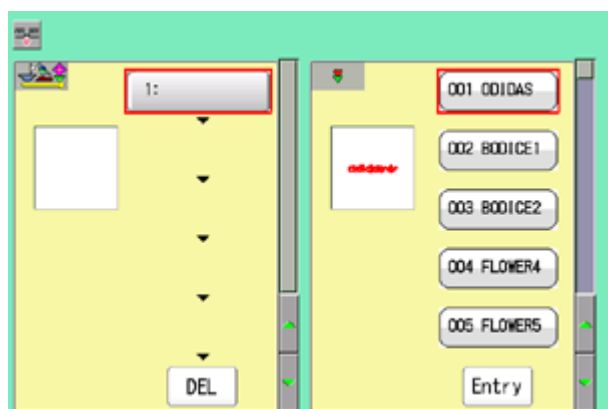 1:
001 ODIDAS
002 BODICE1
003 BODICE2
004 FLOWER4
005 FLOWER5
DEL
Entry